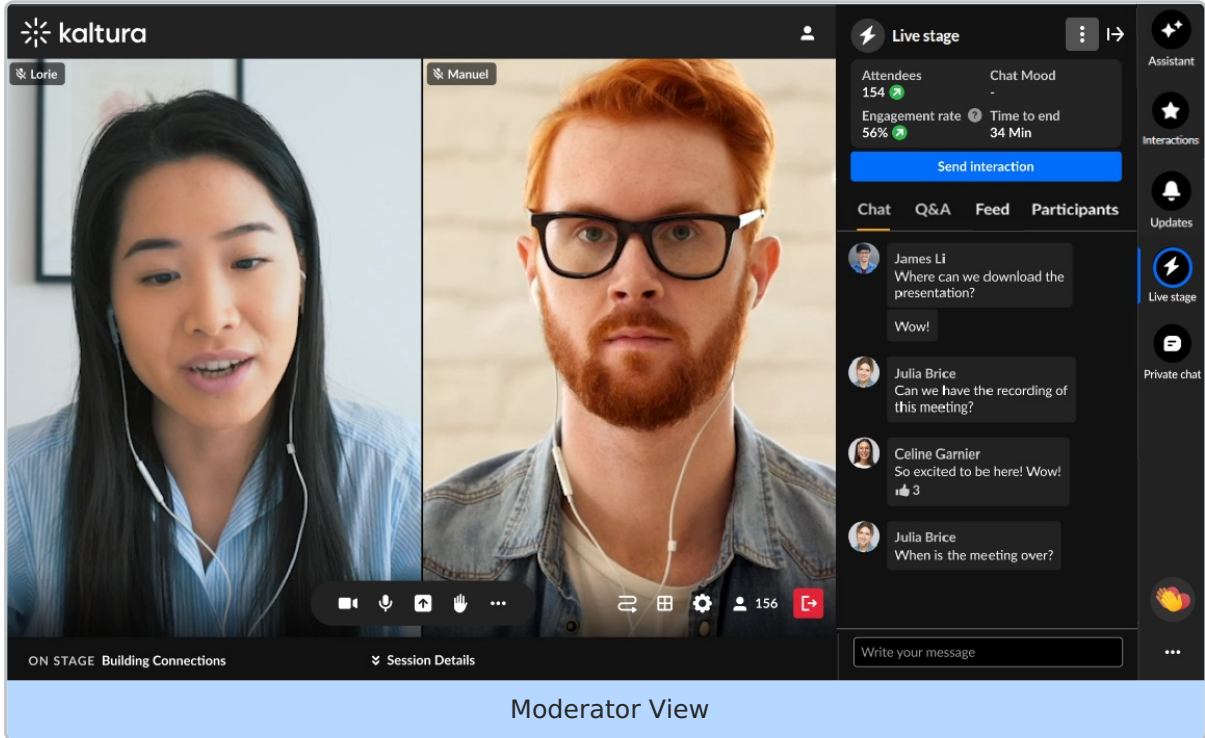 kaltura
Lorie
Manuel
156
ON STAGE Building Connections
Session Details
Live stage
Attendees
154
Chat Mood
-
Engagement rate ?
56%
Time to end
34 Min
Send interaction
Chat Q&A Feed Participants
James Li
Where can we download the
presentation?
Wow!
Julia Brice
Can we have the recording of
this meeting?
Celine Garnier
So excited to be here! Wow!
3
Julia Brice
When is the meeting over?
Write your message
Assistant
Interactions
Updates
Live stage
Private chat
Moderator View